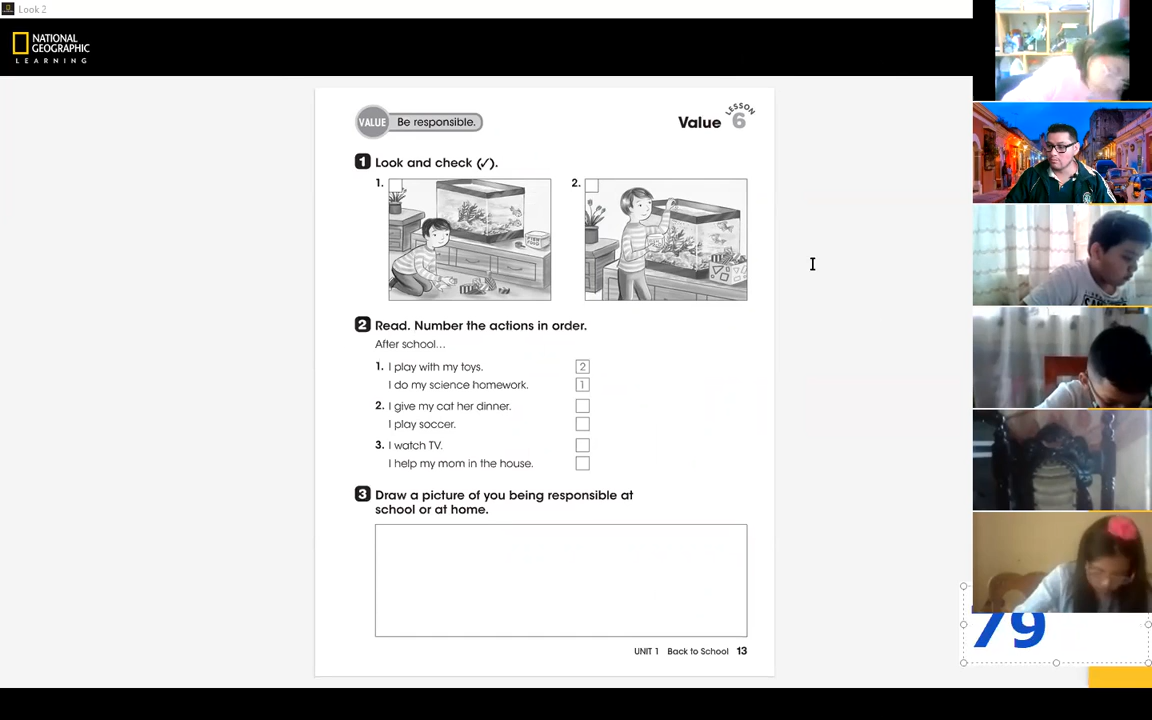 Look 2
NATIONAL
GEOGRAPHIC
LEARNING
VALUE Be responsible.
LESSON
Value 6
1 Look and check (✓).
1. 2.
FISH
FOOD
2 Read. Number the actions in order.
After school...
1. I play with my toys. 2
I do my science homework. 1
2. I give my cat her dinner.
I play soccer.
3. I watch TV.
I help my mom in the house.
3 Draw a picture of you being responsible at
school or at home.
UNIT 1 Back to School 13
79